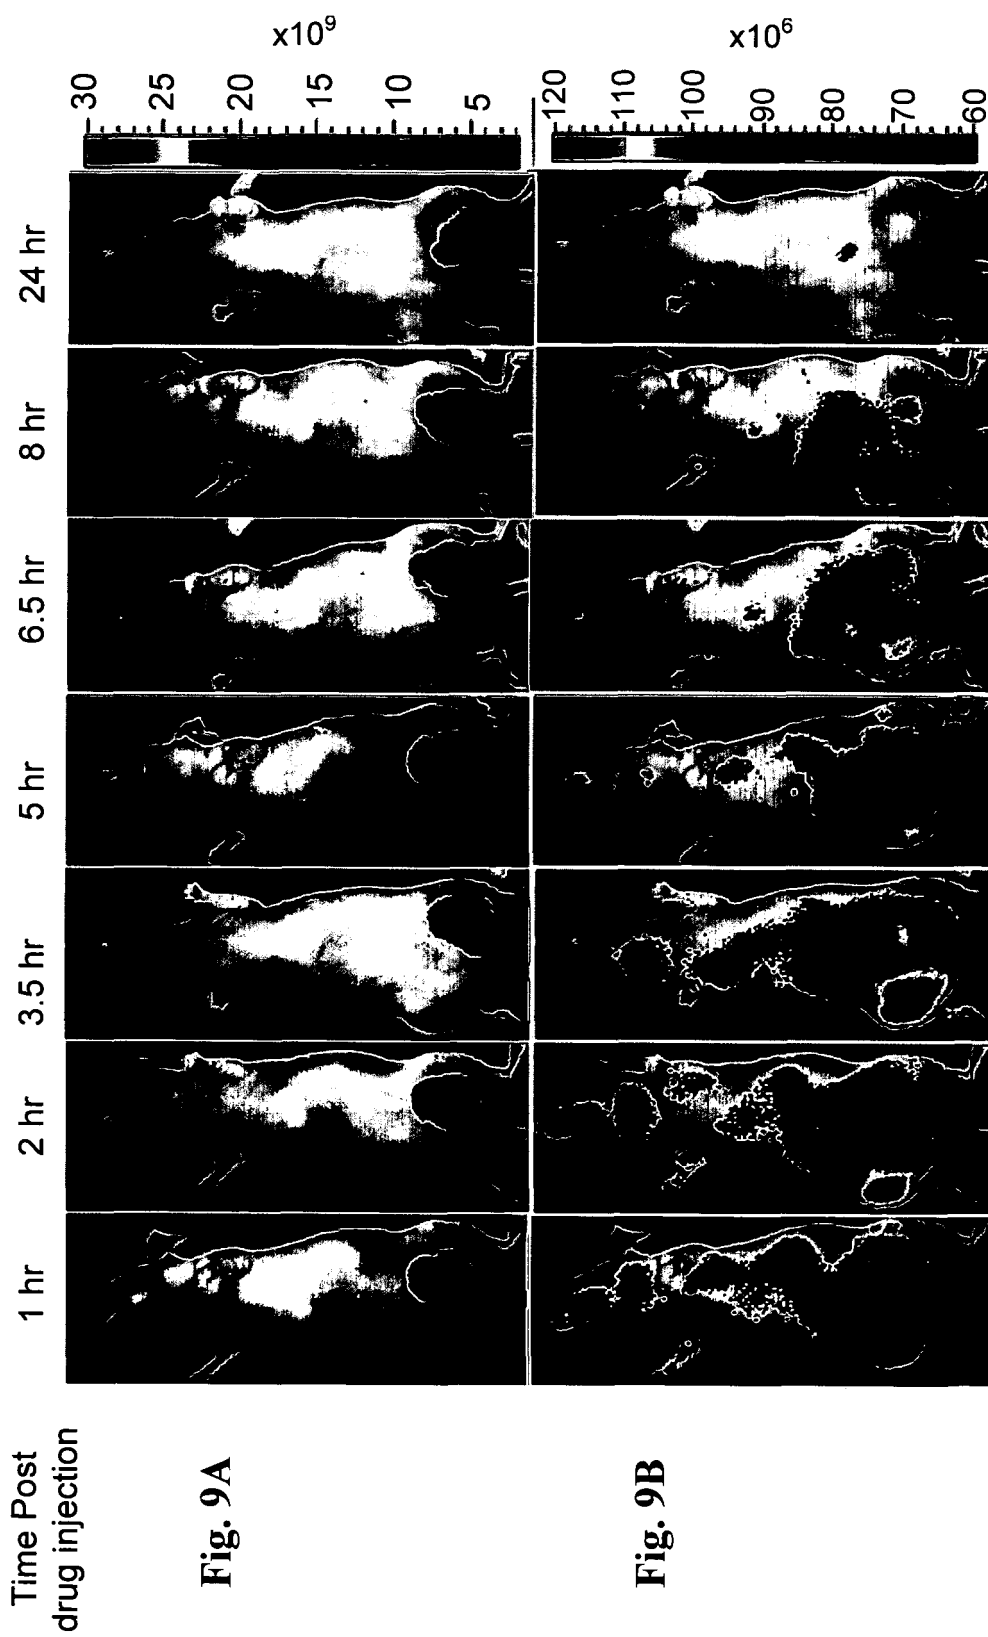 Time Post
drug injection
1 hr
2 hr
3.5 hr
5 hr
6.5 hr
8 hr
24 hr
Fig. 9A
30
25
20
15
10
5
x10⁹
Fig. 9B
120
110
100
90
80
70
60
x10⁶